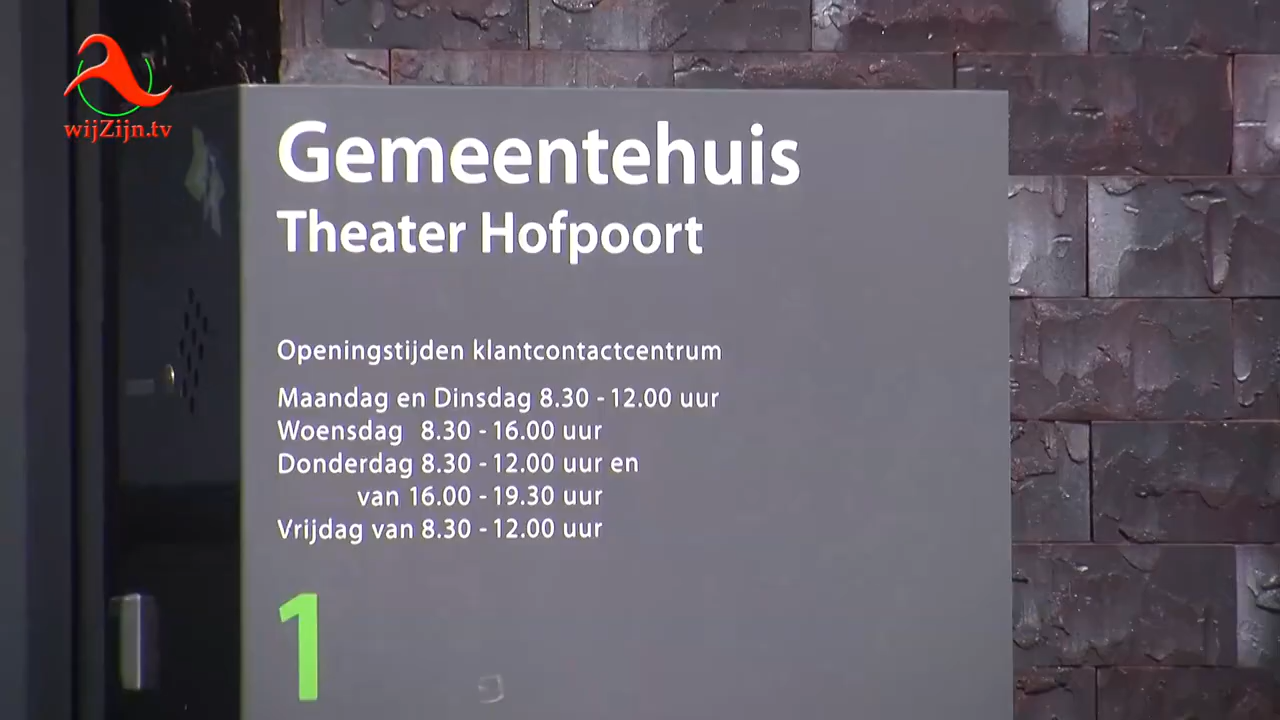 wijZijn.tv
Gemeentehuis
Theater Hofpoort
Openingstijden klantcontactcentrum
Maandag en Dinsdag 8.30 - 12.00 uur
Woensdag 8.30 - 16.00 uur
Donderdag 8.30 - 12.00 uur en
van 16.00 - 19.30 uur
Vrijdag van 8.30 - 12.00 uur
1